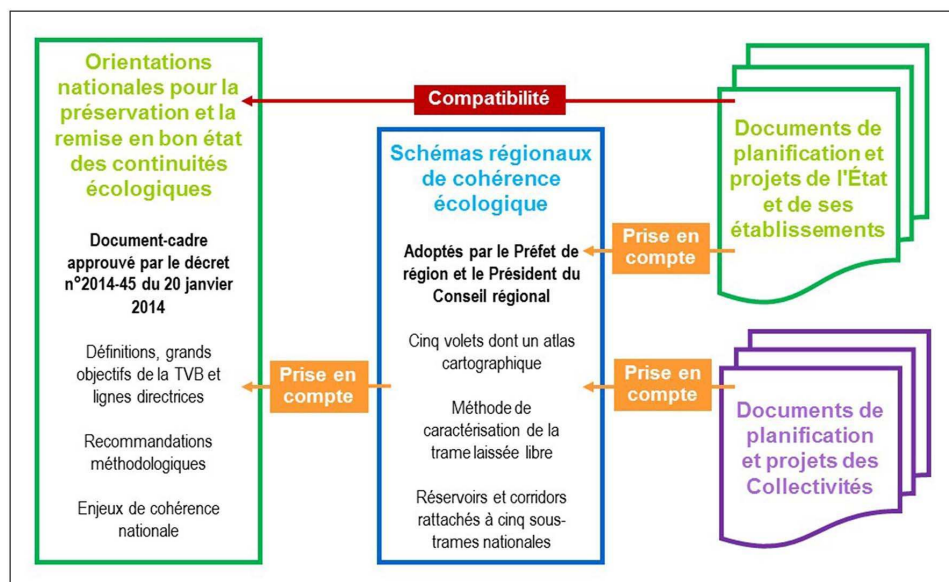 Orientations
nationales pour la
préservation et la
remise en bon état
des continuités
écologiques
Document-cadre
approuvé par le décret
n°2014-45 du 20 janvier
2014
Définitions, grands
objectifs de la TVB et
lignes directrices
Recommandations
méthodologiques
Enjeux de cohérence
nationale
Compatibilité
Prise en
compte
Schémas régionaux
de cohérence
écologique
Adoptés par le Préfet de
région et le Président du
Conseil régional
Cinq volets dont un atlas
cartographique
Méthode de
caractérisation de la
trame laissée libre
Réservoirs et corridors
rattachés à cinq sous-
trames nationales
Prise en
compte
Prise en
compte
Documents de
planification et
projets de l'État
et de ses
établissements
Documents de
planification
et projets des
Collectivités